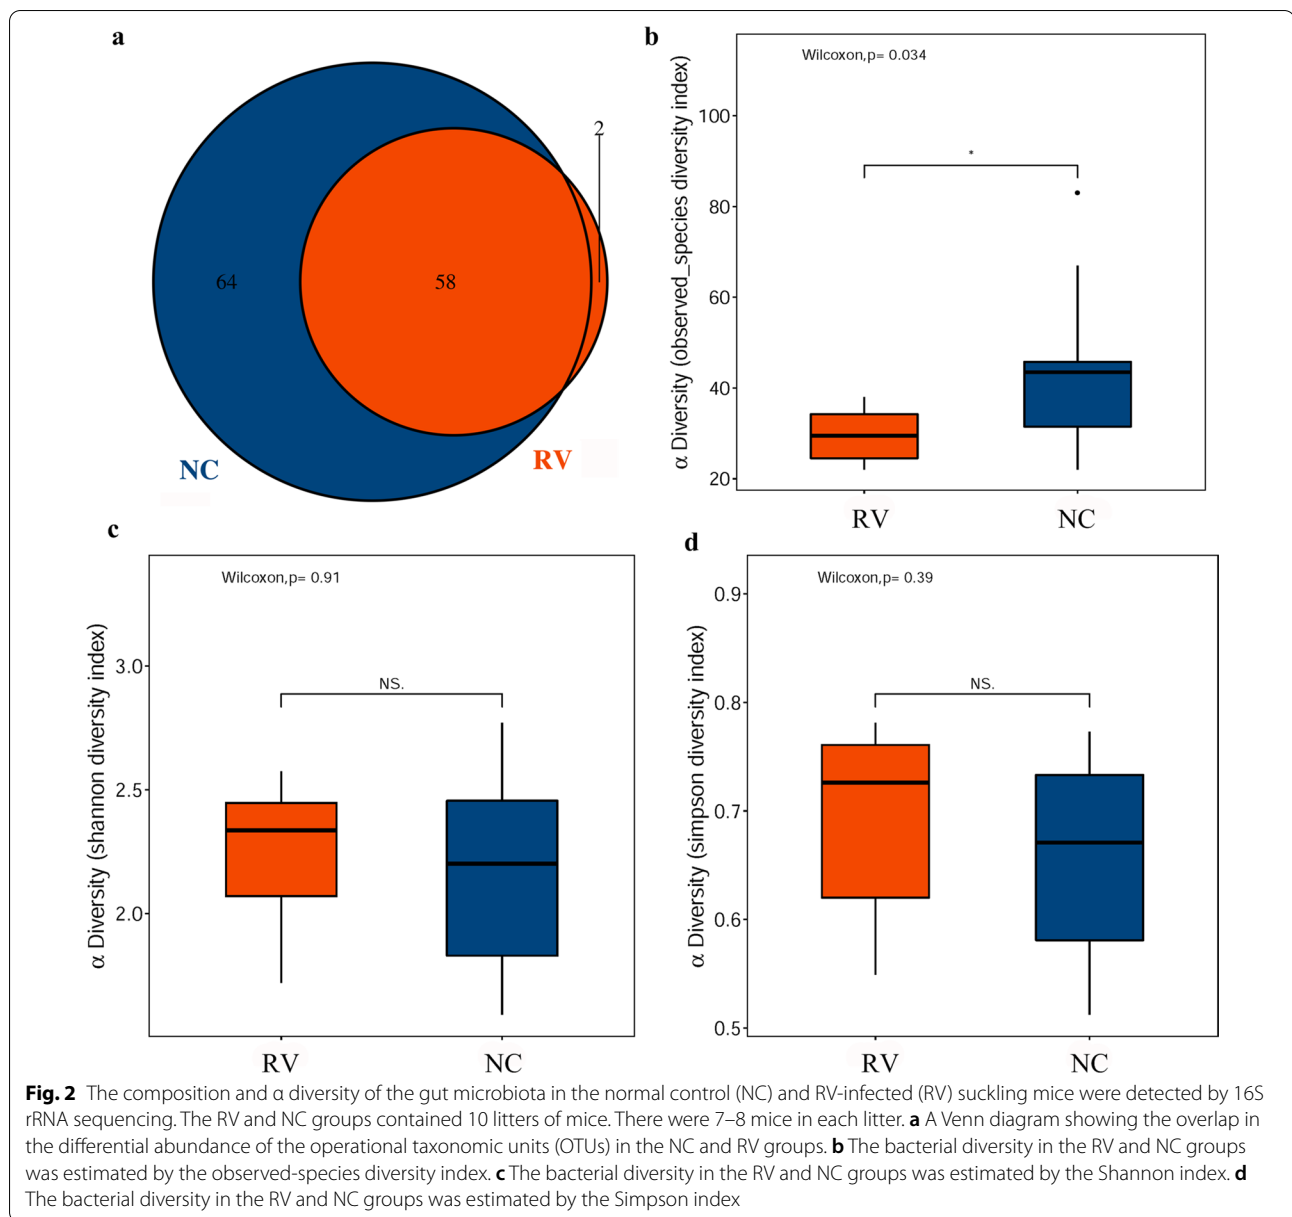 a
2
64
58
NC
RV
b
Wilcoxon,p= 0.034
α Diversity (observed_species diversity index)
100
80
60
40
20
*
RV
NC
c
Wilcoxon,p= 0.91
α Diversity (shannon diversity index)
3.0
2.5
2.0
NS.
RV
NC
d
Wilcoxon,p= 0.39
α Diversity (simpson diversity index)
0.9
0.8
0.7
0.6
0.5
NS.
RV
NC
Fig. 2 The composition and α diversity of the gut microbiota in the normal control (NC) and RV-infected (RV) suckling mice were detected by 16S
rRNA sequencing. The RV and NC groups contained 10 litters of mice. There were 7–8 mice in each litter. a A Venn diagram showing the overlap in
the differential abundance of the operational taxonomic units (OTUs) in the NC and RV groups. b The bacterial diversity in the RV and NC groups
was estimated by the observed-species diversity index. c The bacterial diversity in the RV and NC groups was estimated by the Shannon index. d
The bacterial diversity in the RV and NC groups was estimated by the Simpson index